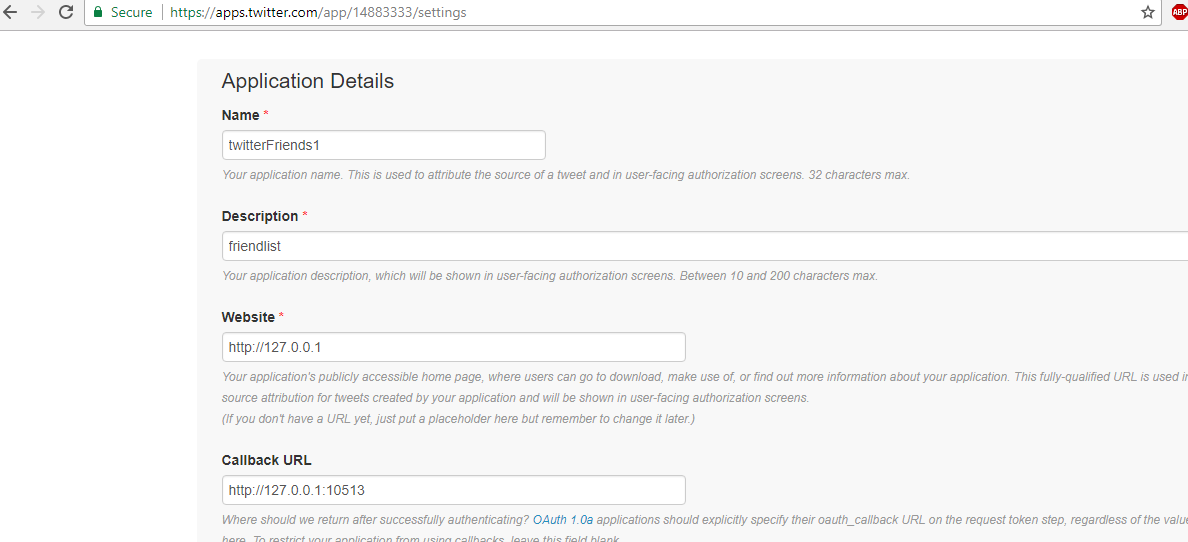 Secure https://apps.twitter.com/app/14883333/settings
ABP
Application Details
Name *
twitterFriends1
Your application name. This is used to attribute the source of a tweet and in user-facing authorization screens. 32 characters max.
Description *
friendlist
Your application description, which will be shown in user-facing authorization screens. Between 10 and 200 characters max.
Website *
http://127.0.0.1
Your application's publicly accessible home page, where users can go to download, make use of, or find out more information about your application. This fully-qualified URL is used in
source attribution for tweets created by your application and will be shown in user-facing authorization screens.
(If you don't have a URL yet, just put a placeholder here but remember to change it later.)
Callback URL
http://127.0.0.1:10513
Where should we return after successfully authenticating? OAuth 1.0a applications should explicitly specify their oauth_callback URL on the request token step, regardless of the value
here. To restrict your application from using callbacks, leave this field blank.